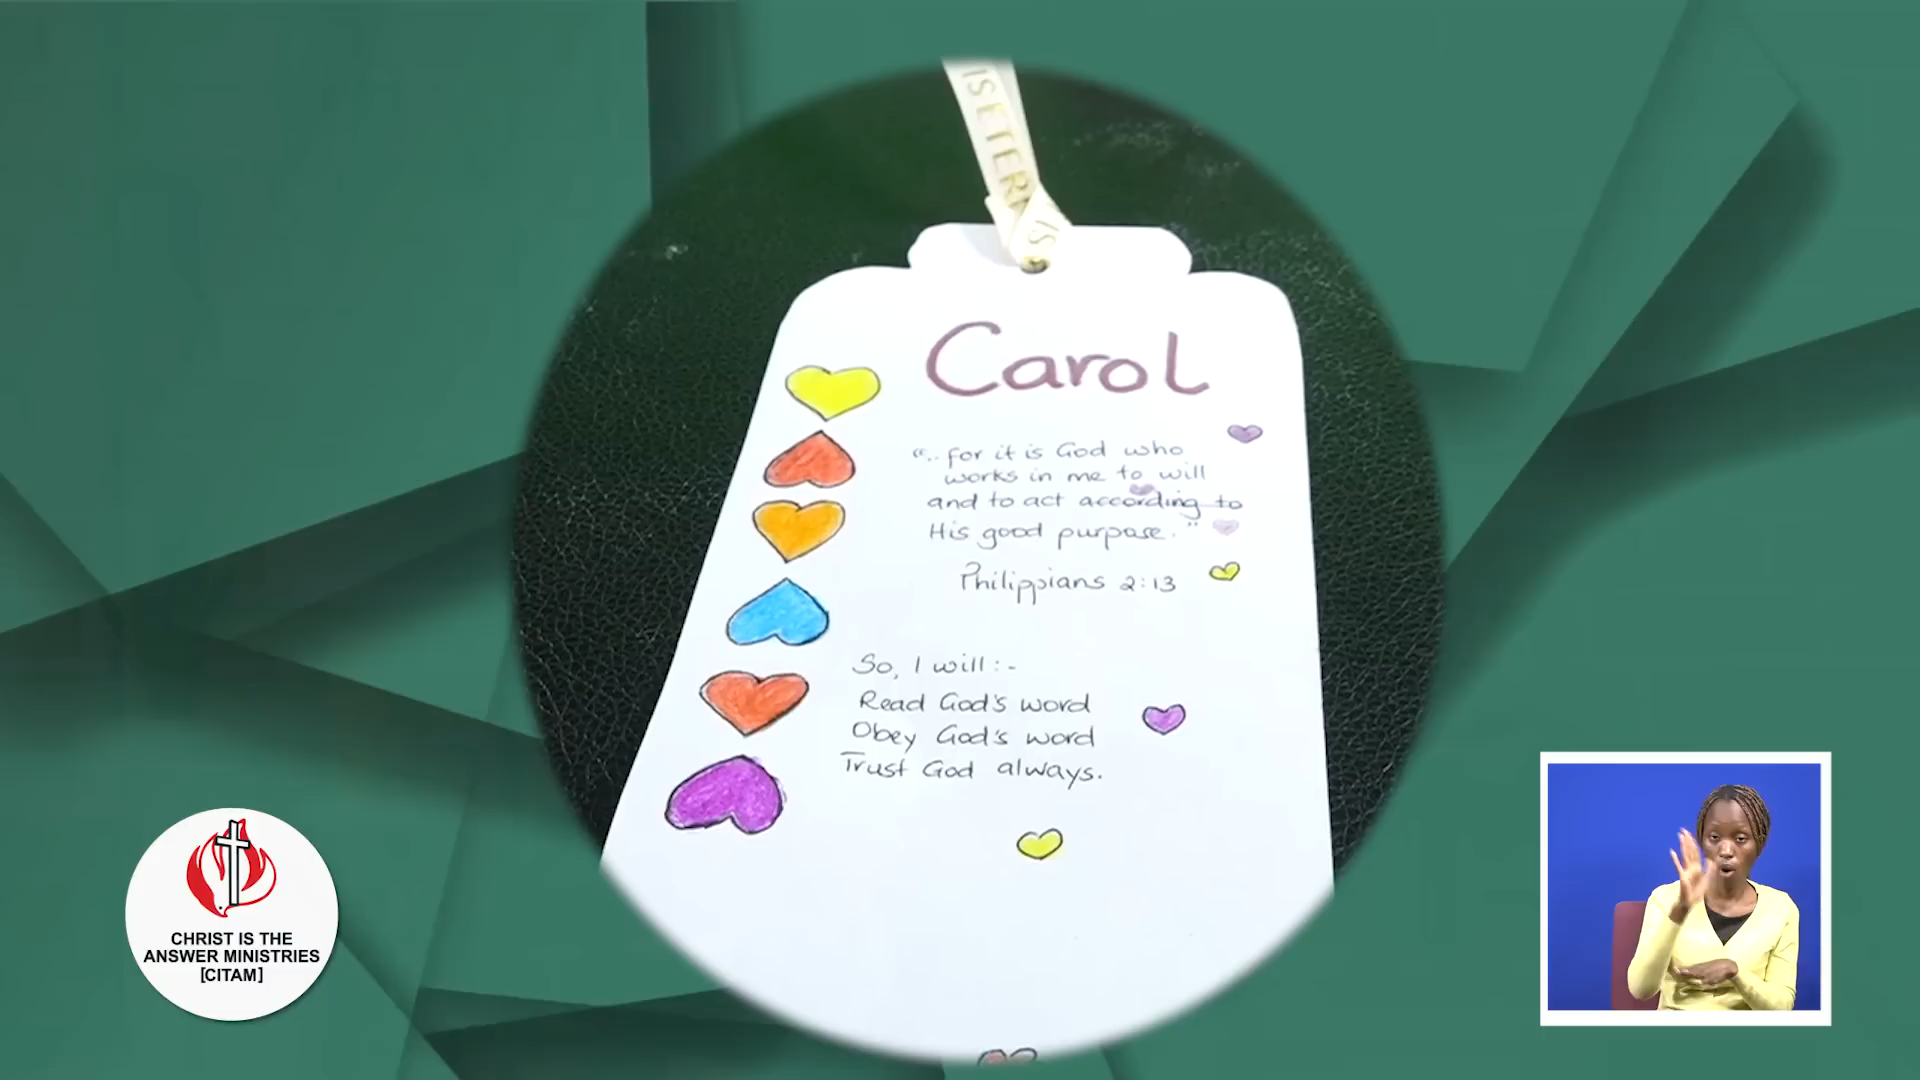 IS ETERN
Carol
"..for it is God who
works in me to will
and to act according to
His good purpose."
Philippians 2:13
So, I will:-
Read God's word
Obey God's word
Trust God always.
CHRIST IS THE
ANSWER MINISTRIES
[CITAM]